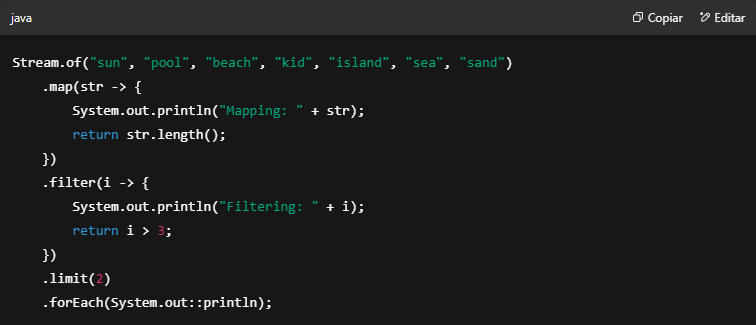 java Copiar Editar
Stream.of("sun", "pool", "beach", "kid", "island", "sea", "sand")
.map(str -> {
System.out.println("Mapping: " + str);
return str.length();
})
.filter(i -> {
System.out.println("Filtering: " + i);
return i > 3;
})
.limit(2)
.forEach(System.out::println);